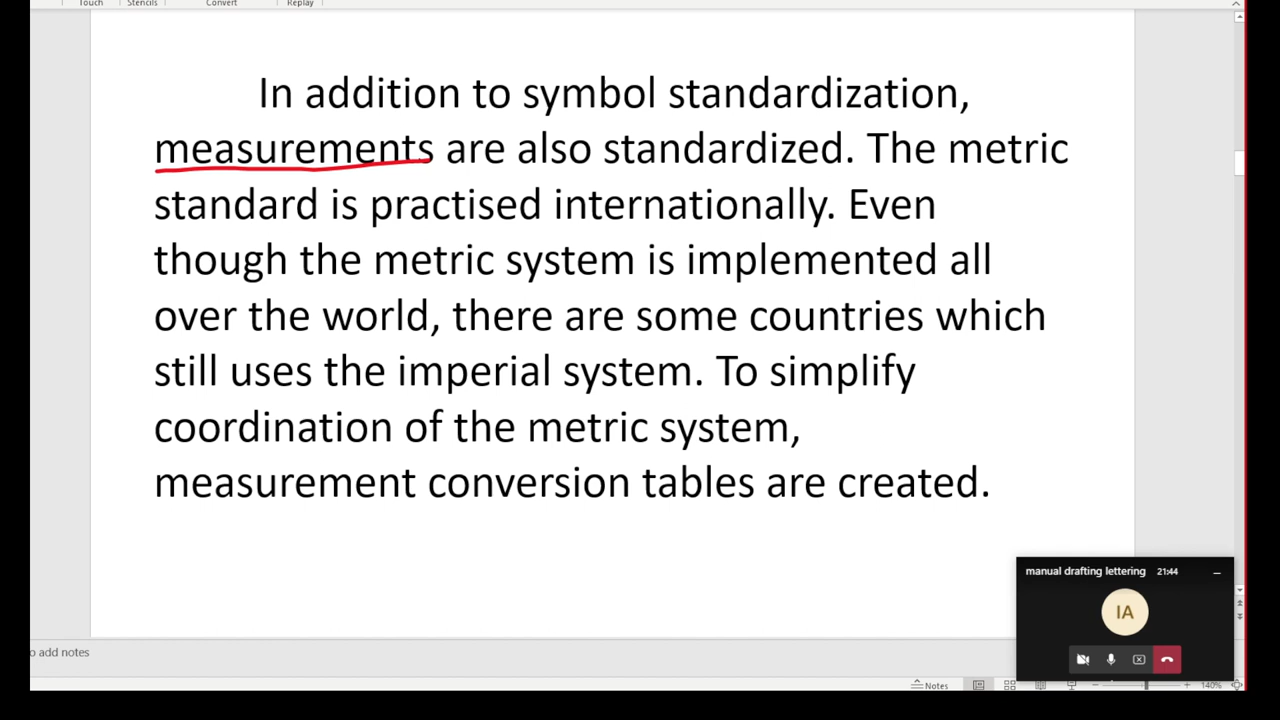 Touch Stencils Convert Replay
In addition to symbol standardization,
measurements are also standardized. The metric
standard is practised internationally. Even
though the metric system is implemented all
over the world, there are some countries which
still uses the imperial system. To simplify
coordination of the metric system,
measurement conversion tables are created.
manual drafting lettering 21:44
IA
o add notes
Notes 140%